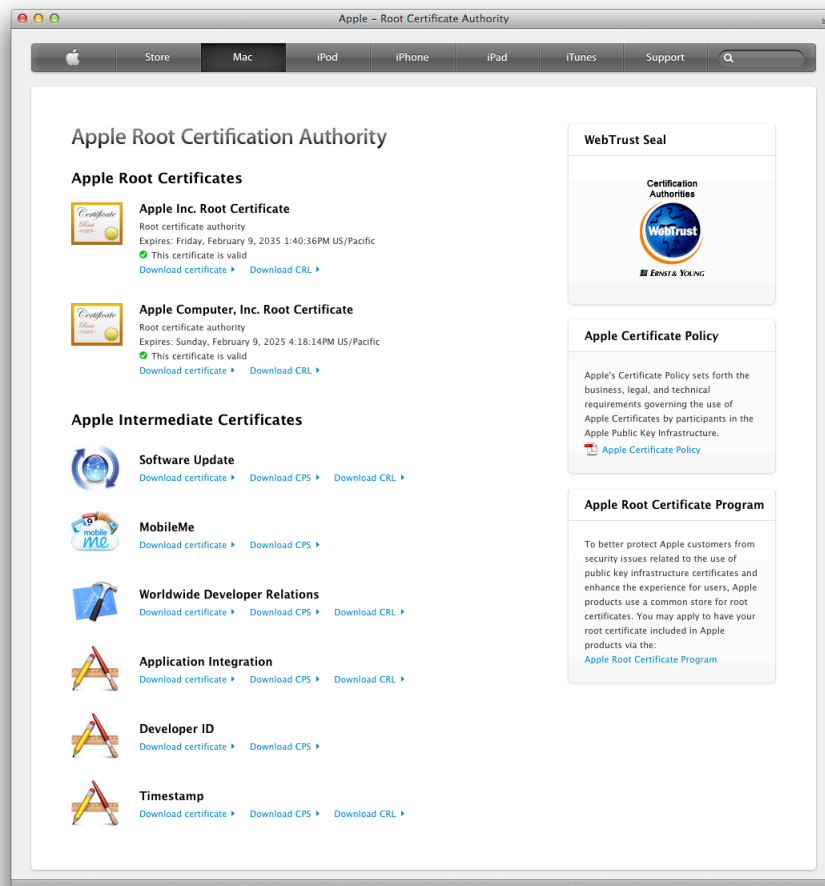 Apple – Root Certificate Authority
Store
Mac
iPod
iPhone
iPad
iTunes
Support
Apple Root Certification Authority
Apple Root Certificates
Certificate
Root
Apple Inc. Root Certificate
Root certificate authority
Expires: Friday, February 9, 2035 1:40:36PM US/Pacific
This certificate is valid
Download certificate Download CRL
Certificate
Root
Apple Computer, Inc. Root Certificate
Root certificate authority
Expires: Sunday, February 9, 2025 4:18:14PM US/Pacific
This certificate is valid
Download certificate Download CRL
Apple Intermediate Certificates
Software Update
Download certificate Download CPS Download CRL
9
mobile
me
MobileMe
Download certificate Download CPS
Worldwide Developer Relations
Download certificate Download CPS Download CRL
Application Integration
Download certificate Download CPS Download CRL
Developer ID
Download certificate Download CPS
Timestamp
Download certificate Download CPS Download CRL
WebTrust Seal
Certification
Authorities
WebTrust
ERNST & YOUNG
Apple Certificate Policy
Apple's Certificate Policy sets forth the
business, legal, and technical
requirements governing the use of
Apple Certificates by participants in the
Apple Public Key Infrastructure.
Apple Certificate Policy
Apple Root Certificate Program
To better protect Apple customers from
security issues related to the use of
public key infrastructure certificates and
enhance the experience for users, Apple
products use a common store for root
certificates. You may apply to have your
root certificate included in Apple
products via the:
Apple Root Certificate Program